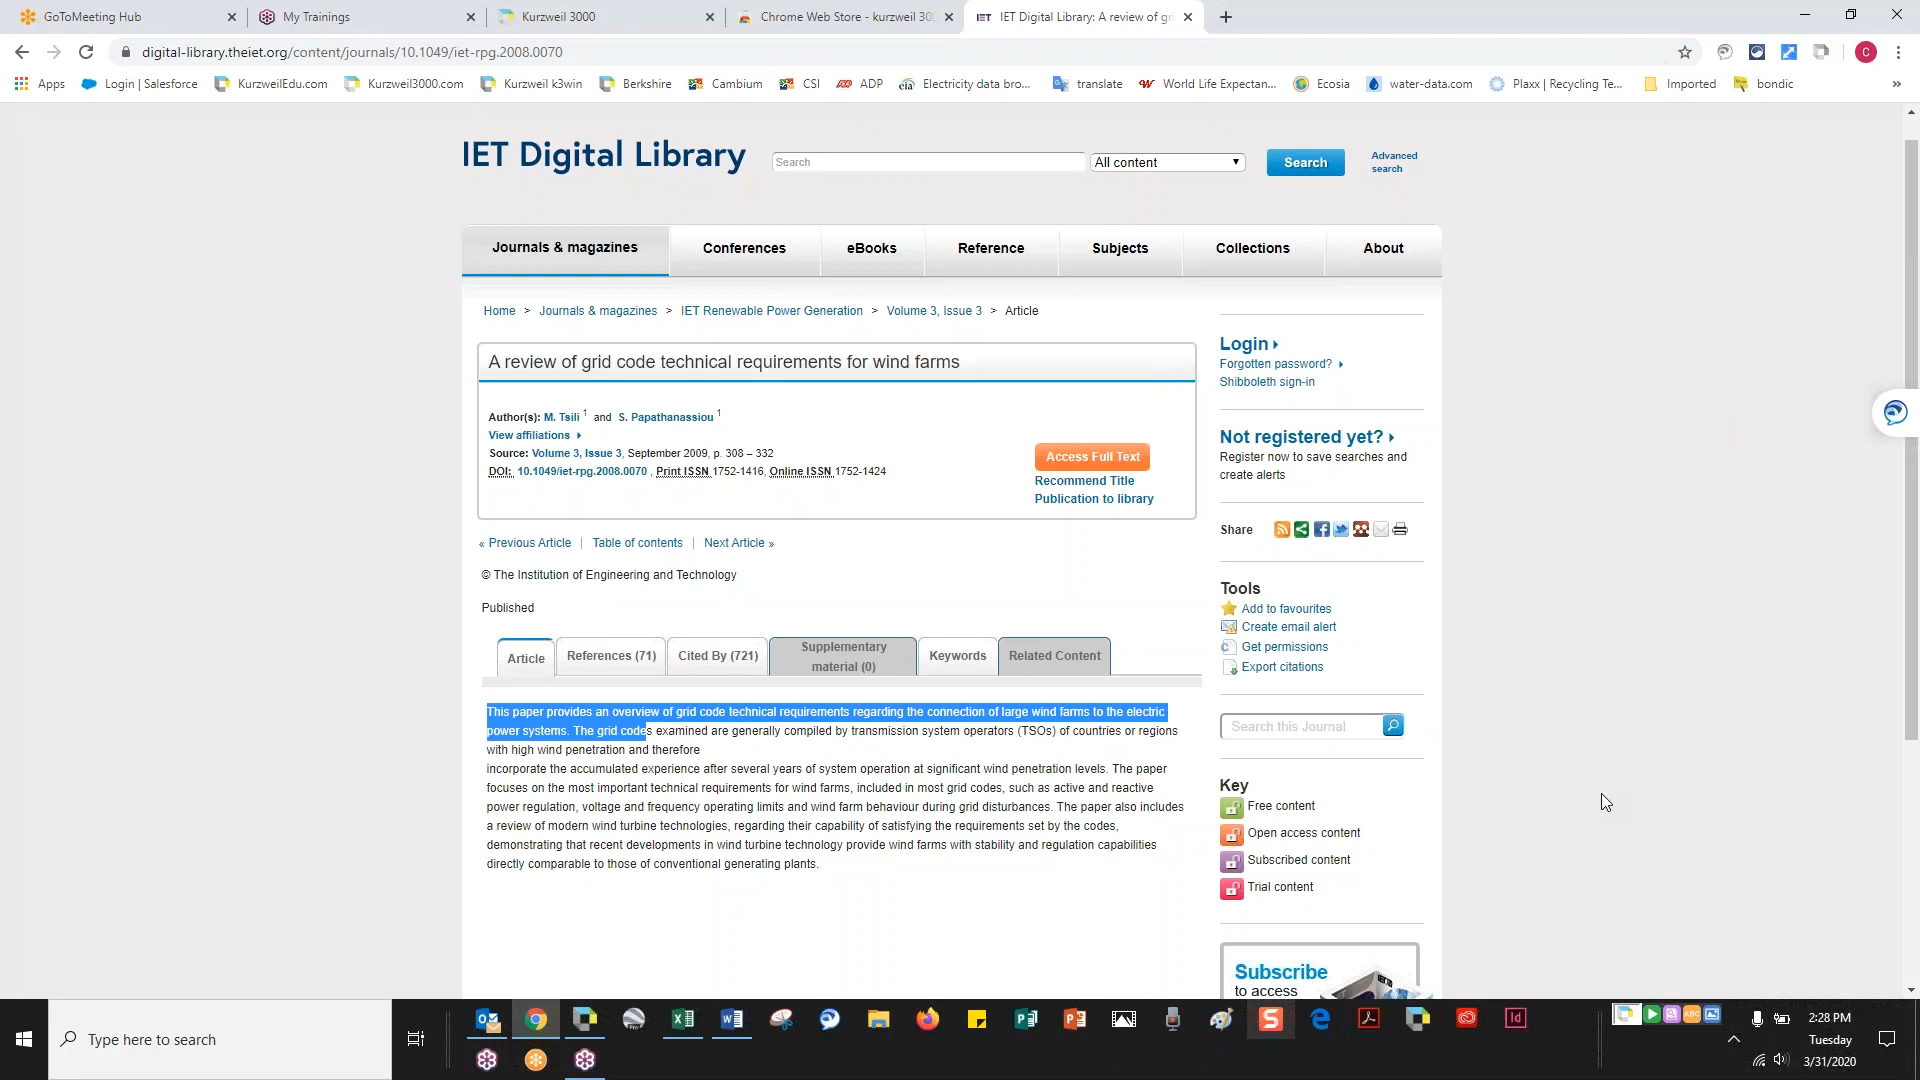 GoToMeeting Hub
My Trainings
Kurzweil 3000
Chrome Web Store - kurzweil 300
IET Digital Library: A review of gr
digital-library.theiet.org/content/journals/10.1049/iet-rpg.2008.0070
C
Apps
Login | Salesforce
KurzweilEdu.com
Kurzweil3000.com
Kurzweil k3win
Berkshire
Cambium
CSI
ADP
eia
Electricity data bro...
translate
World Life Expectan...
Ecosia
water-data.com
Plaxx | Recycling Te...
Imported
bondic
»
IET Digital Library
Search
All content
Search
Advanced
search
Journals & magazines
Conferences
eBooks
Reference
Subjects
Collections
About
Home > Journals & magazines > IET Renewable Power Generation > Volume 3, Issue 3 > Article
A review of grid code technical requirements for wind farms
Author(s): M. Tsili 1 and S. Papathanassiou 1
View affiliations
Source: Volume 3, Issue 3, September 2009, p. 308 – 332
DOI: 10.1049/iet-rpg.2008.0070 , Print ISSN 1752-1416, Online ISSN 1752-1424
Access Full Text
Recommend Title
Publication to library
« Previous Article | Table of contents | Next Article »
© The Institution of Engineering and Technology
Published
Article
References (71)
Cited By (721)
Supplementary
material (0)
Keywords
Related Content
This paper provides an overview of grid code technical requirements regarding the connection of large wind farms to the electric
power systems. The grid codes examined are generally compiled by transmission system operators (TSOs) of countries or regions
with high wind penetration and therefore
incorporate the accumulated experience after several years of system operation at significant wind penetration levels. The paper
focuses on the most important technical requirements for wind farms, included in most grid codes, such as active and reactive
power regulation, voltage and frequency operating limits and wind farm behaviour during grid disturbances. The paper also includes
a review of modern wind turbine technologies, regarding their capability of satisfying the requirements set by the codes,
demonstrating that recent developments in wind turbine technology provide wind farms with stability and regulation capabilities
directly comparable to those of conventional generating plants.
Login
Forgotten password?
Shibboleth sign-in
Not registered yet?
Register now to save searches and
create alerts
Share
Tools
Add to favourites
Create email alert
Get permissions
Export citations
Search this Journal
Key
Free content
Open access content
Subscribed content
Trial content
Subscribe
to access
Type here to search
2:28 PM
Tuesday
3/31/2020